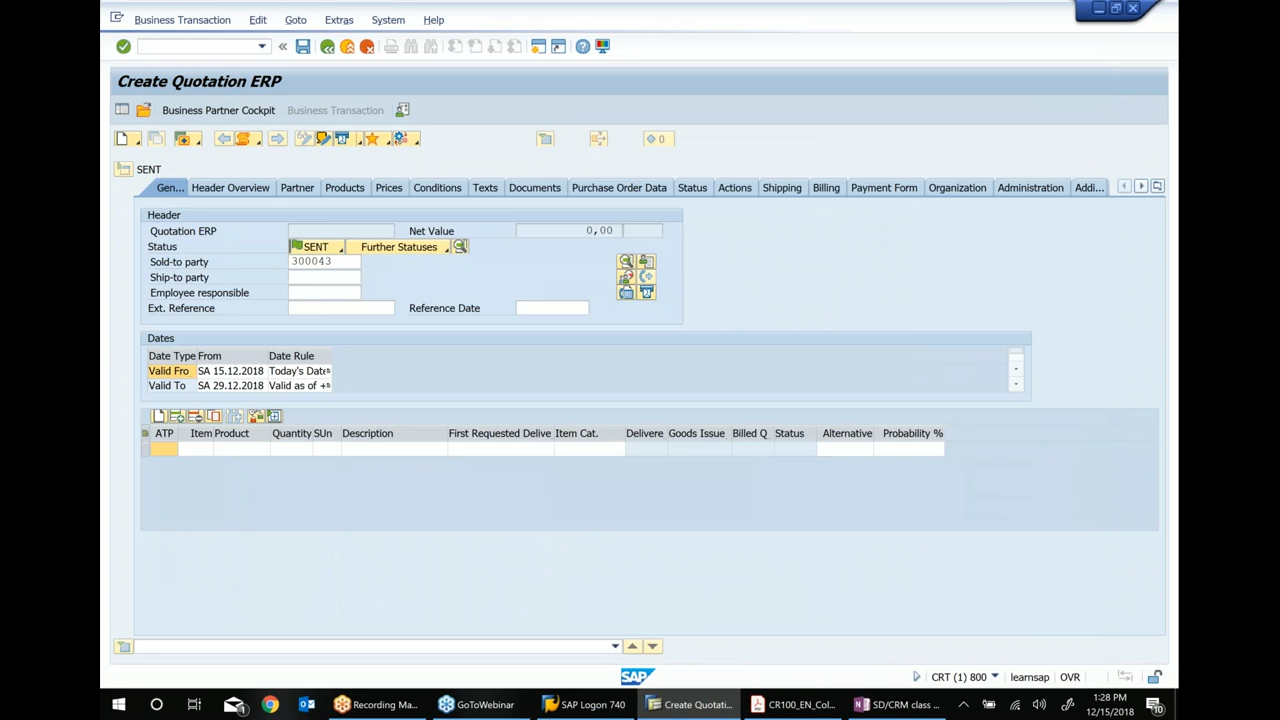 Business Transaction Edit Goto Extras System Help
Create Quotation ERP
Business Partner Cockpit Business Transaction
0
SENT
Gen... Header Overview Partner Products Prices Conditions Texts Documents Purchase Order Data Status Actions Shipping Billing Payment Form Organization Administration Addi...
Header
Quotation ERP Net Value 0,00
Status SENT Further Statuses
Sold-to party 300043
Ship-to party
Employee responsible
Ext. Reference Reference Date
Dates
Date Type From Date Rule
Valid Fro SA 15.12.2018 Today's Date
Valid To SA 29.12.2018 Valid as of +
ATP Item Product Quantity SUn Description First Requested Delive Item Cat. Delivere Goods Issue Billed Q Status Alternative Probability %
SAP CRT (1) 800 learnsap OVR
Recording Ma... GoToWebinar SAP Logon 740 Create Quotati... CR100_EN_Col... SD/CRM class ... 1:28 PM
12/15/2018 10